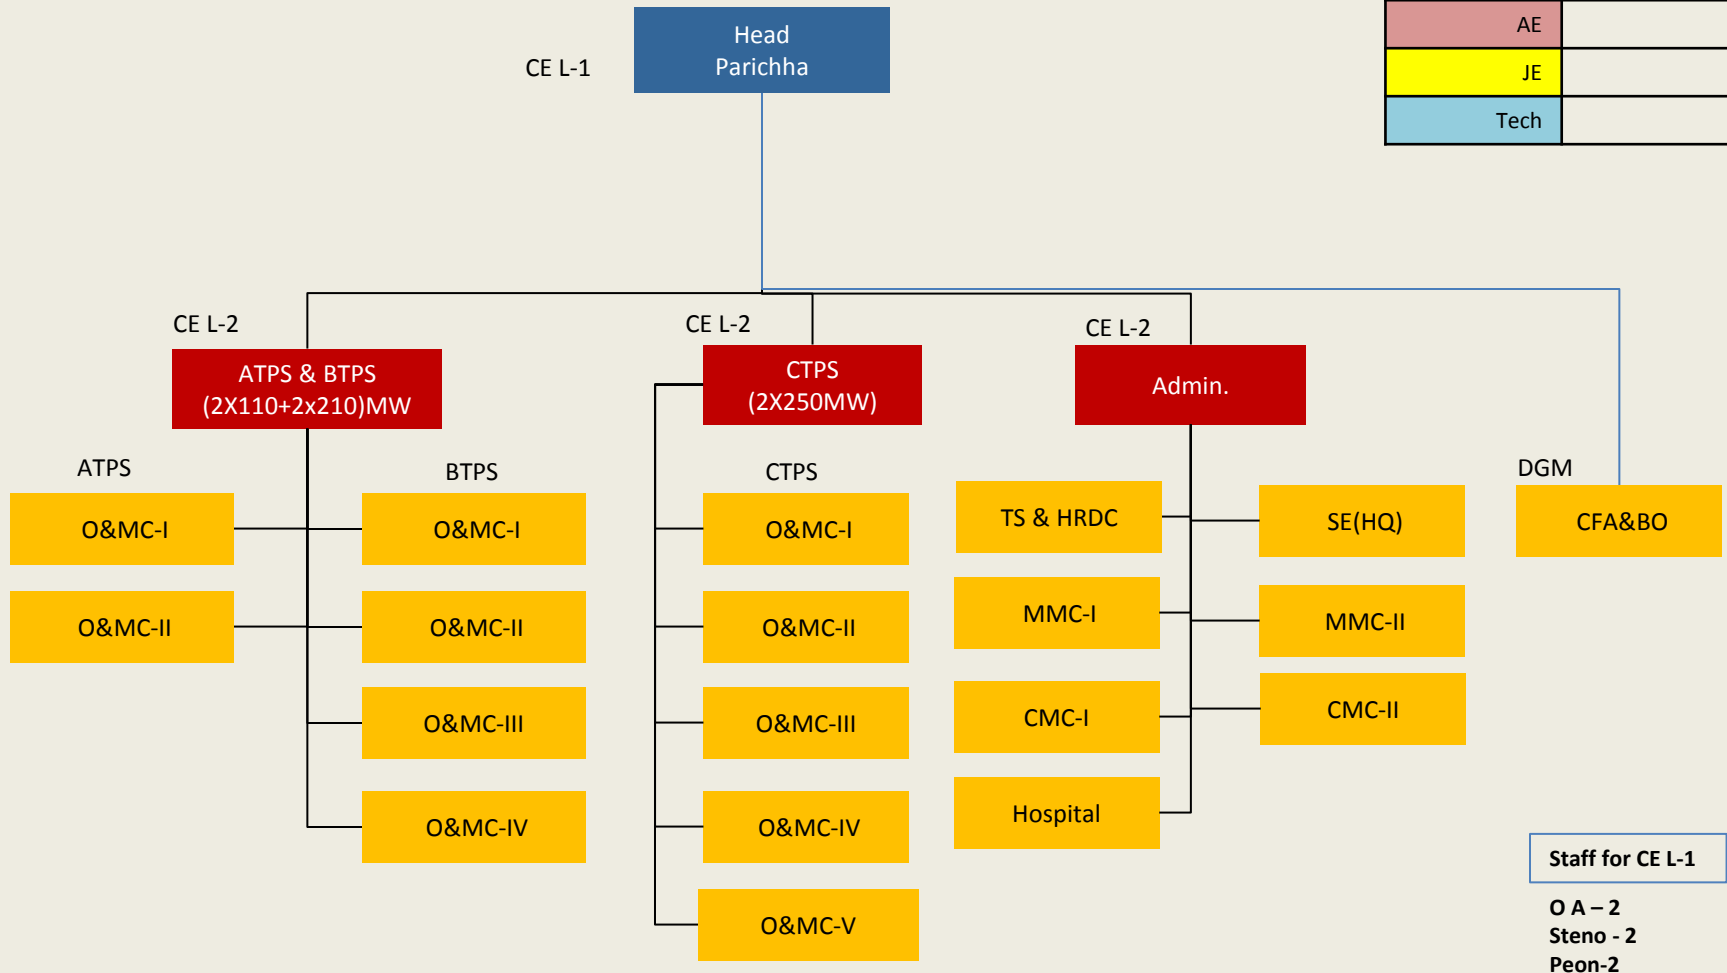 Head
Parichha
CE L-1
AE
JE
Tech
CE L-2
CE L-2
CE L-2
ATPS & BTPS
(2X110+2x210)MW
CTPS
(2X250MW)
Admin.
ATPS
BTPS
CTPS
DGM
O&MC-I
O&MC-I
O&MC-I
TS & HRDC
SE(HQ)
CFA&BO
O&MC-II
O&MC-II
O&MC-II
MMC-I
MMC-II
O&MC-III
O&MC-III
CMC-I
CMC-II
O&MC-IV
O&MC-IV
Hospital
O&MC-V
Staff for CE L-1
O A – 2
Steno - 2
Peon-2